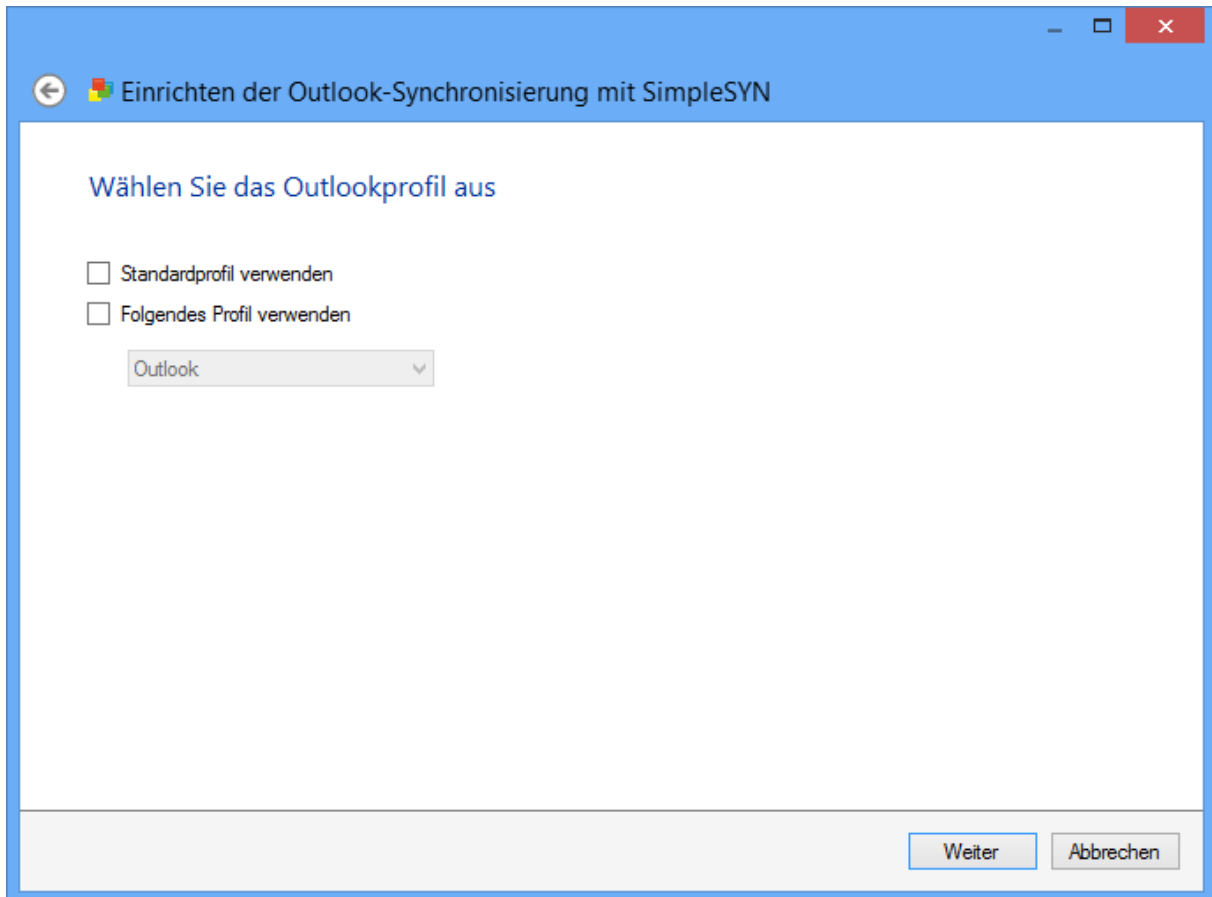 Einrichten der Outlook-Synchronisierung mit SimpleSYN
Wählen Sie das Outlookprofil aus
Standardprofil verwenden
Folgendes Profil verwenden
Outlook
Weiter Abbrechen